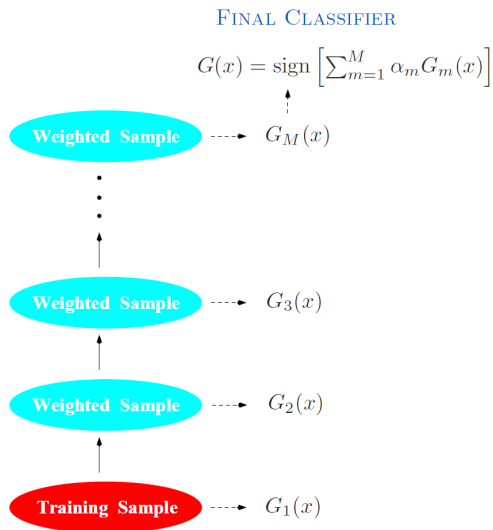 FINAL CLASSIFIER
G(x) = sign [∑_{m=1}^{M} α_m G_m(x)]
Weighted Sample G_M(x)
Weighted Sample G_3(x)
Weighted Sample G_2(x)
Training Sample G_1(x)